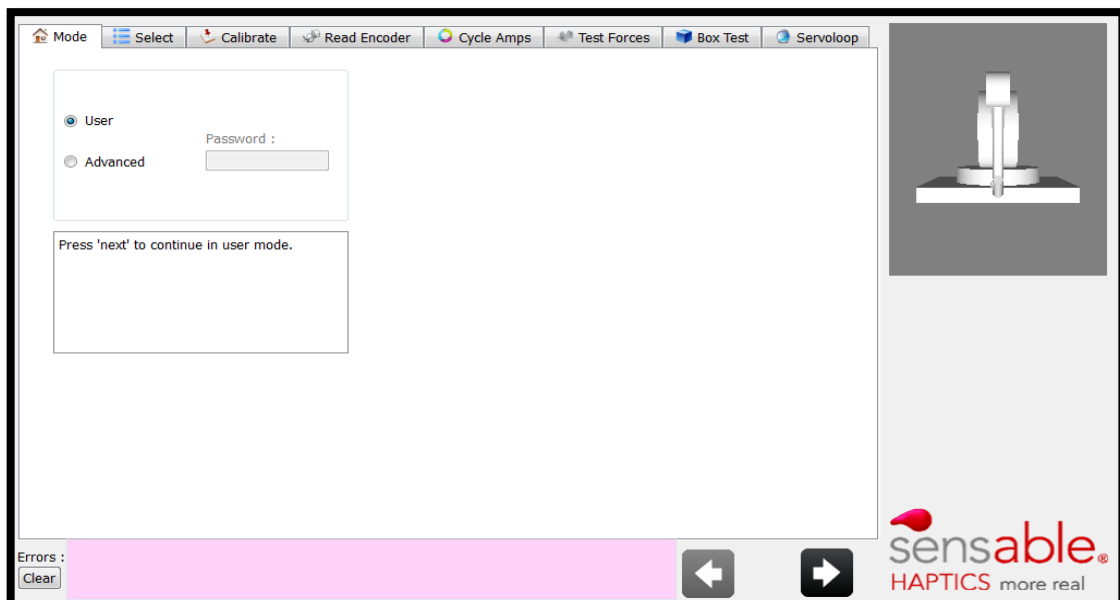 Mode Select Calibrate Read Encoder Cycle Amps Test Forces Box Test Servoloop
User
Password :
Advanced
Press 'next' to continue in user mode.
Errors :
Clear
sensable®
HAPTICS more real